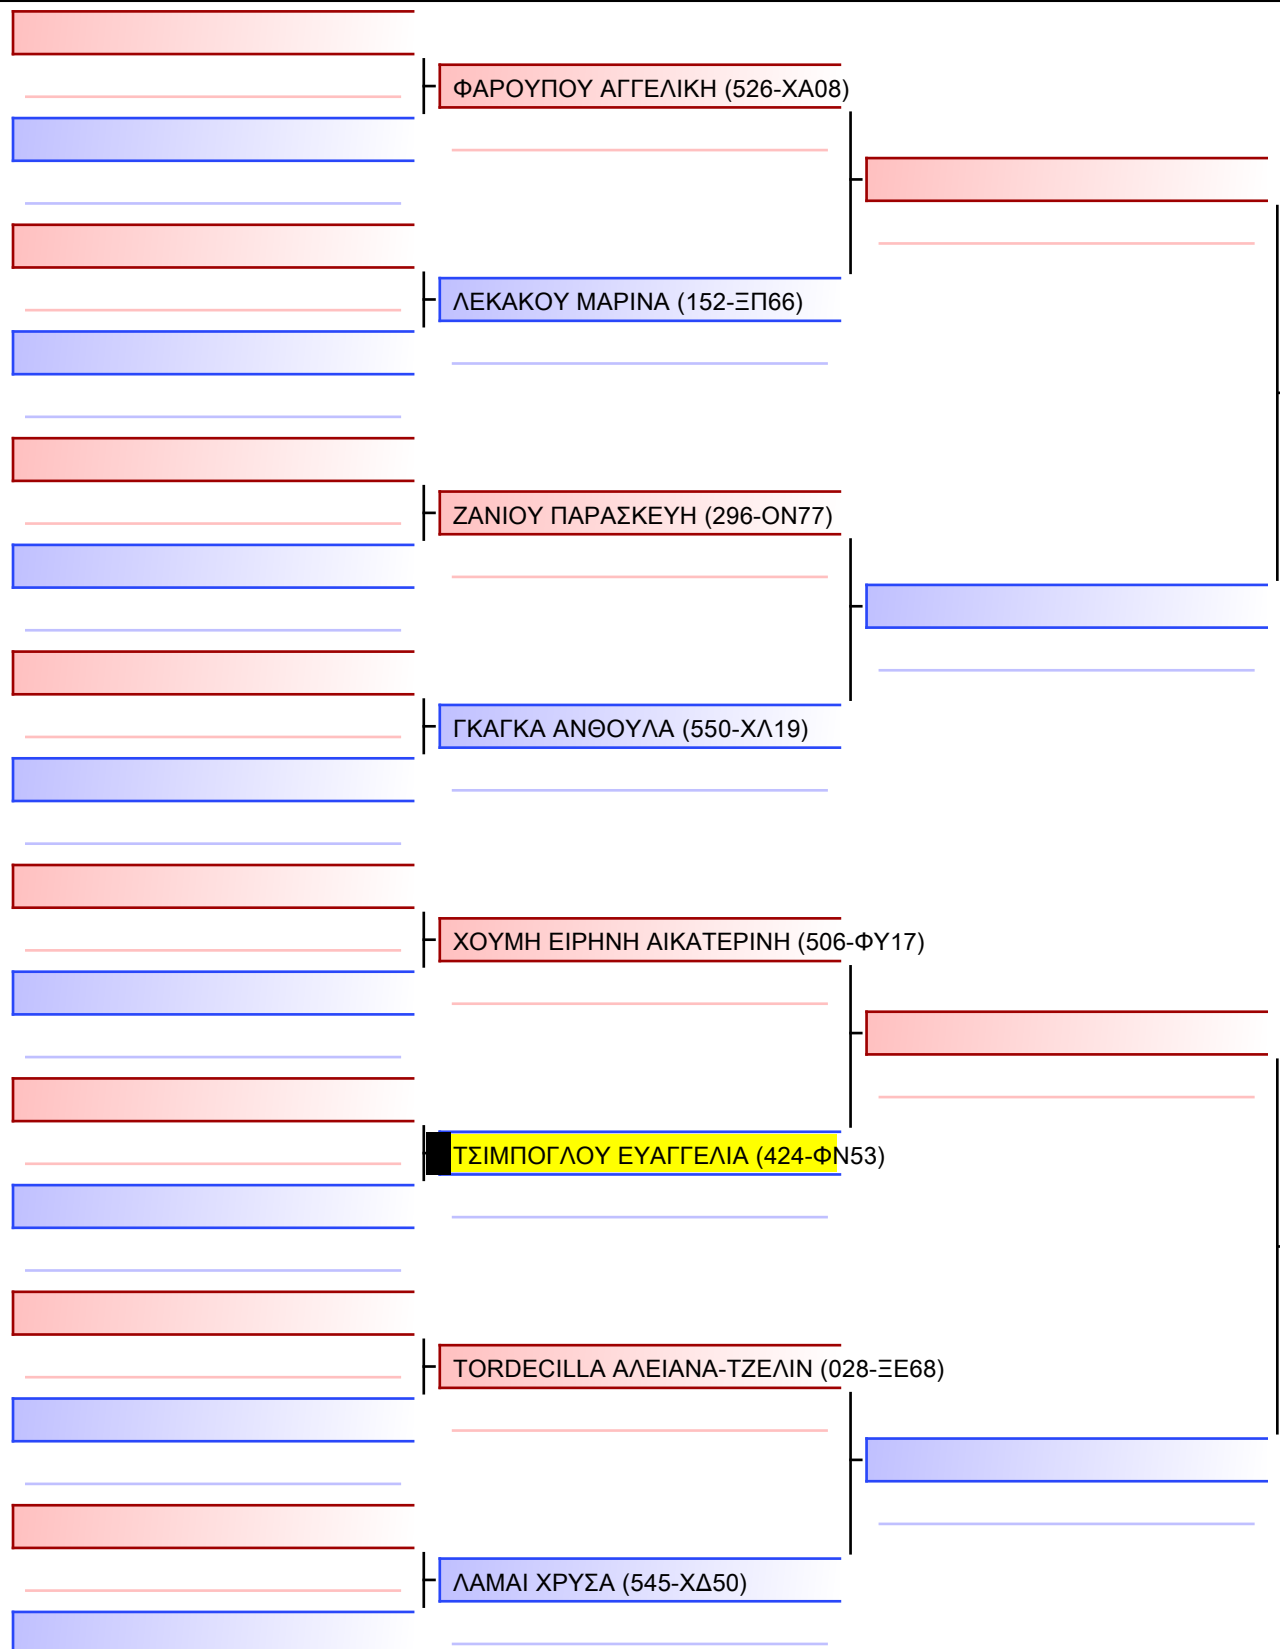 ΦΑΡΟΥΠΟΥ ΑΓΓΕΛΙΚΗ (526-ΧΑ08)
ΛΕΚΑΚΟΥ ΜΑΡΙΝΑ (152-ΞΠ66)
ΖΑΝΙΟΥ ΠΑΡΑΣΚΕΥΗ (296-ΟΝ77)
ΓΚΑΓΚΑ ΑΝΘΟΥΛΑ (550-ΧΛ19)
ΧΟΥΜΗ ΕΙΡΗΝΗ ΑΙΚΑΤΕΡΙΝΗ (506-ΦΥ17)
ΤΣΙΜΠΟΓΛΟΥ ΕΥΑΓΓΕΛΙΑ (424-ΦΝ53)
TORDECILLA ΑΛΕΙΑΝΑ-ΤΖΕΛΙΝ (028-ΞΕ68)
ΛΑΜΑΙ ΧΡΥΣΑ (545-ΧΔ50)